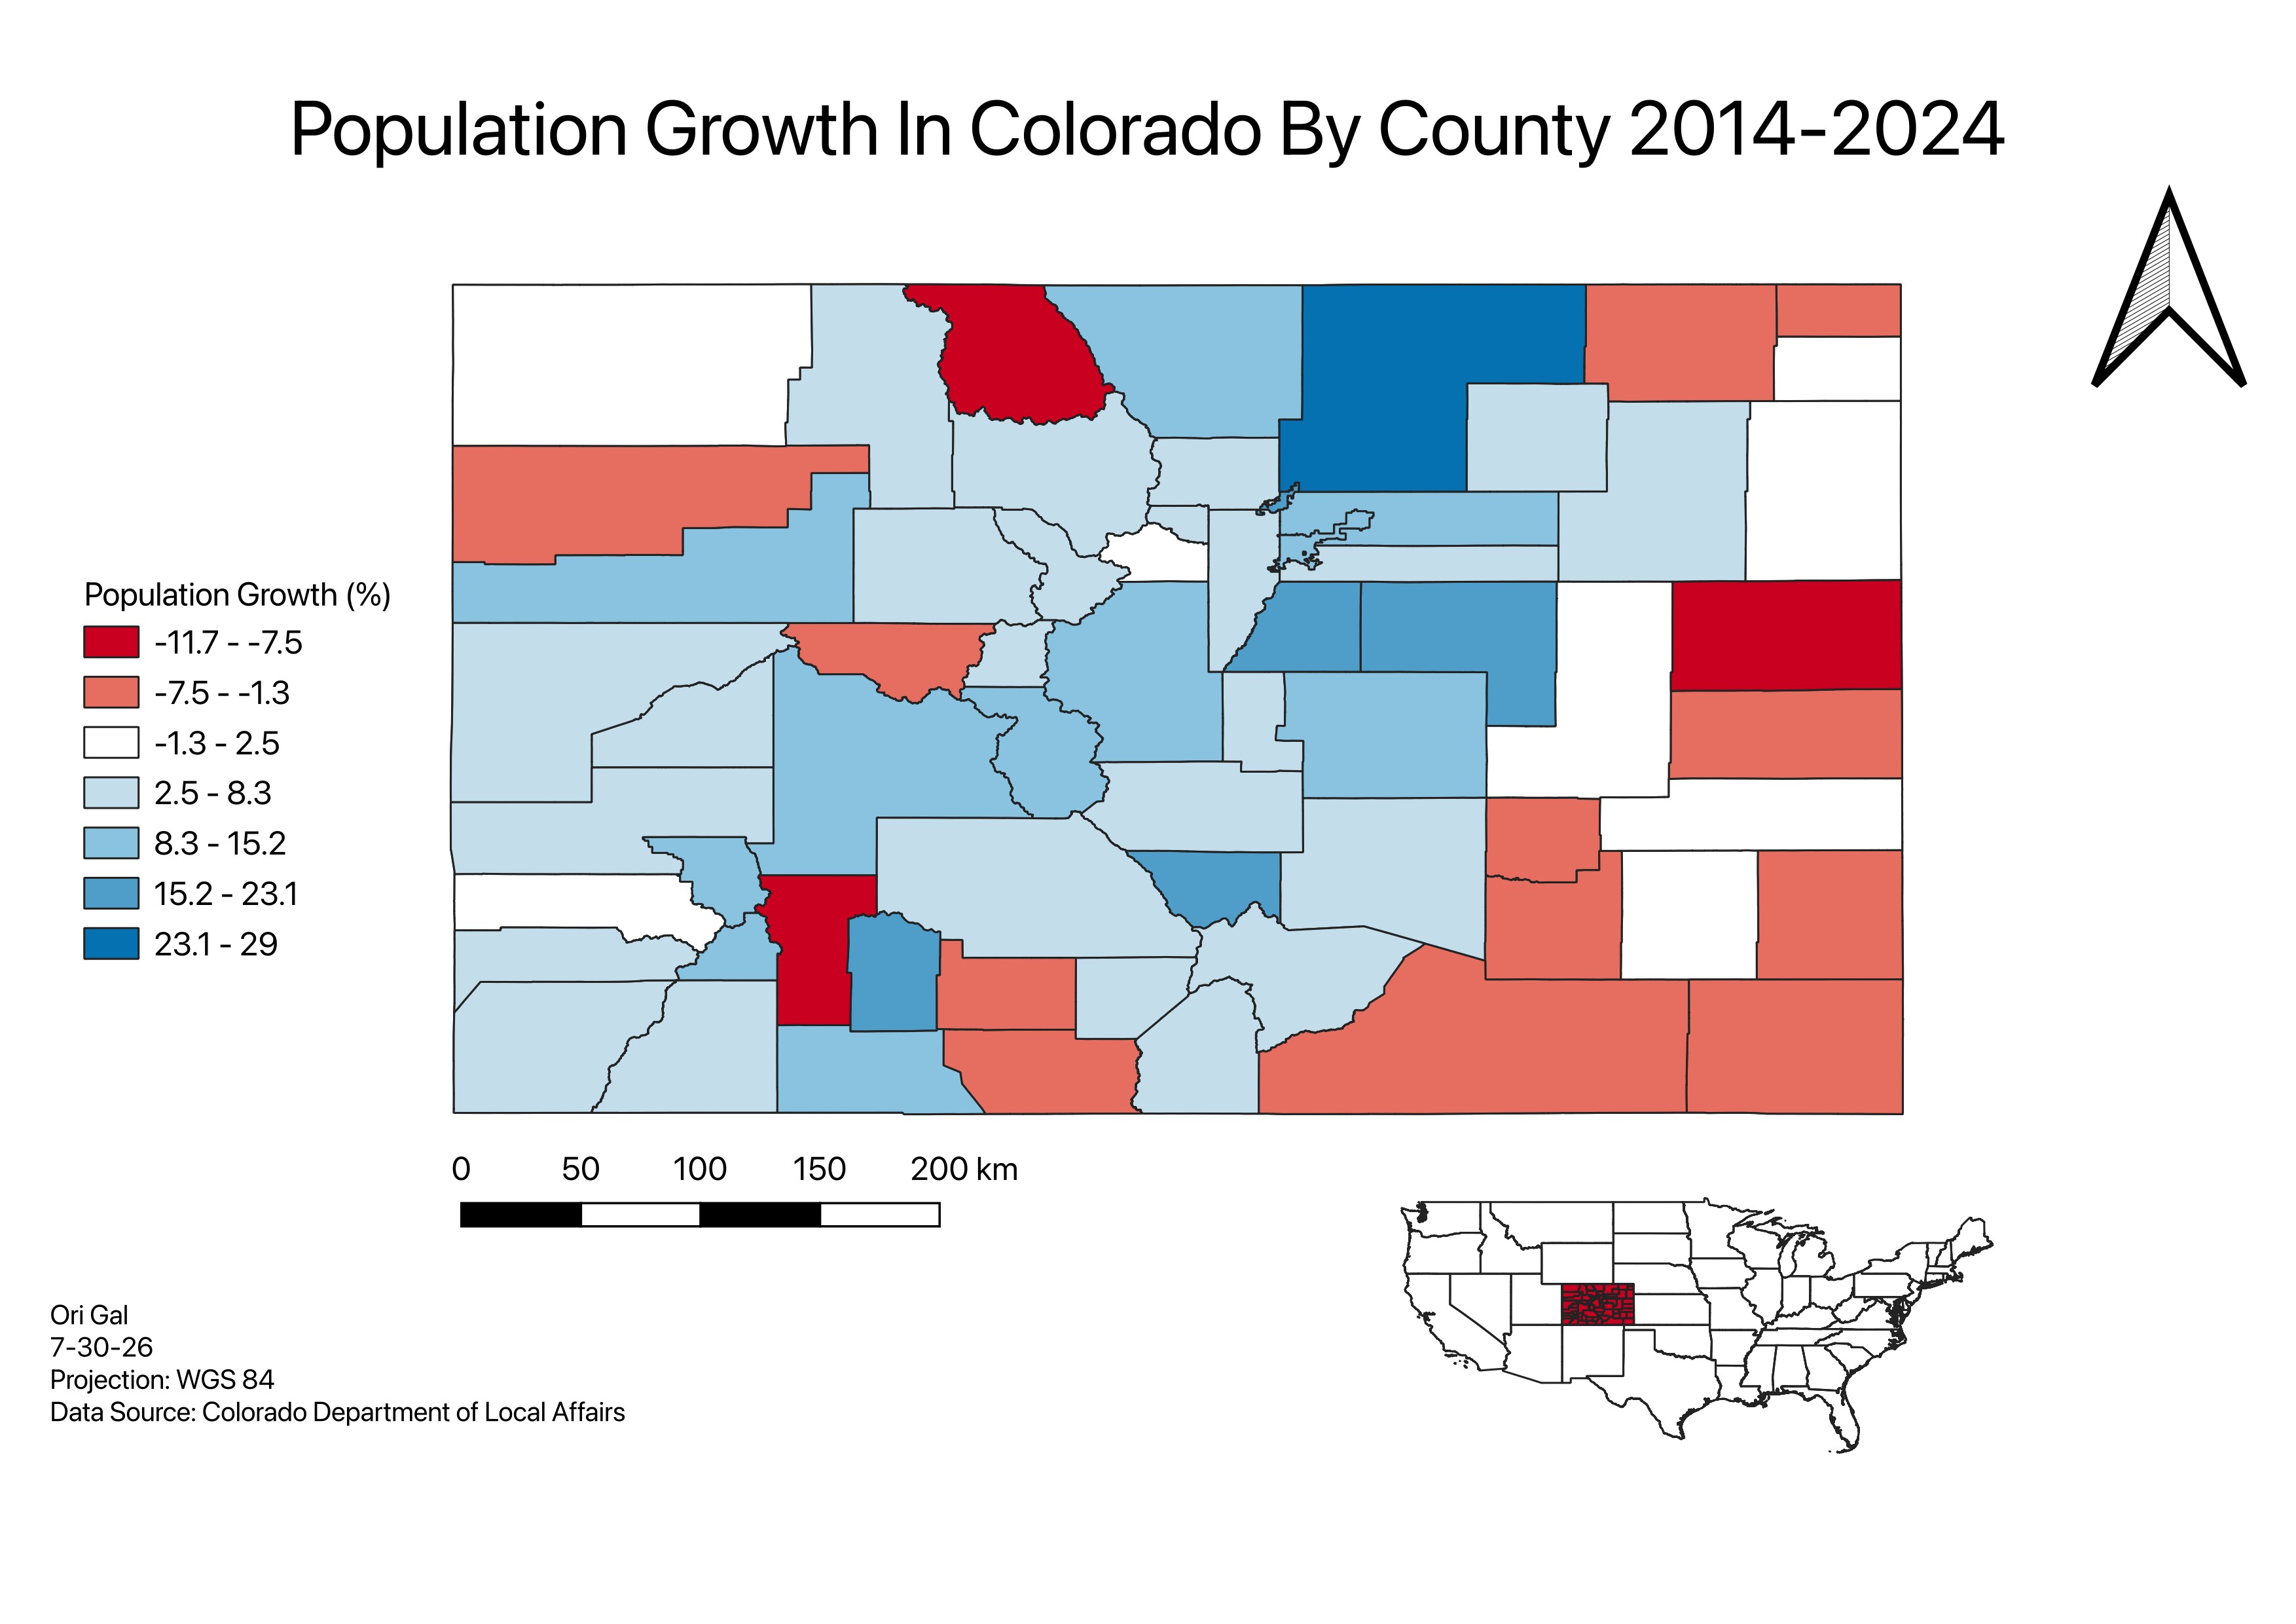 Population Growth In Colorado By County 2014-2024
Population Growth (%)
-11.7 - -7.5
-7.5 - -1.3
-1.3 - 2.5
2.5 - 8.3
8.3 - 15.2
15.2 - 23.1
23.1 - 29
0 50 100 150 200 km
Ori Gal
7-30-26
Projection: WGS 84
Data Source: Colorado Department of Local Affairs